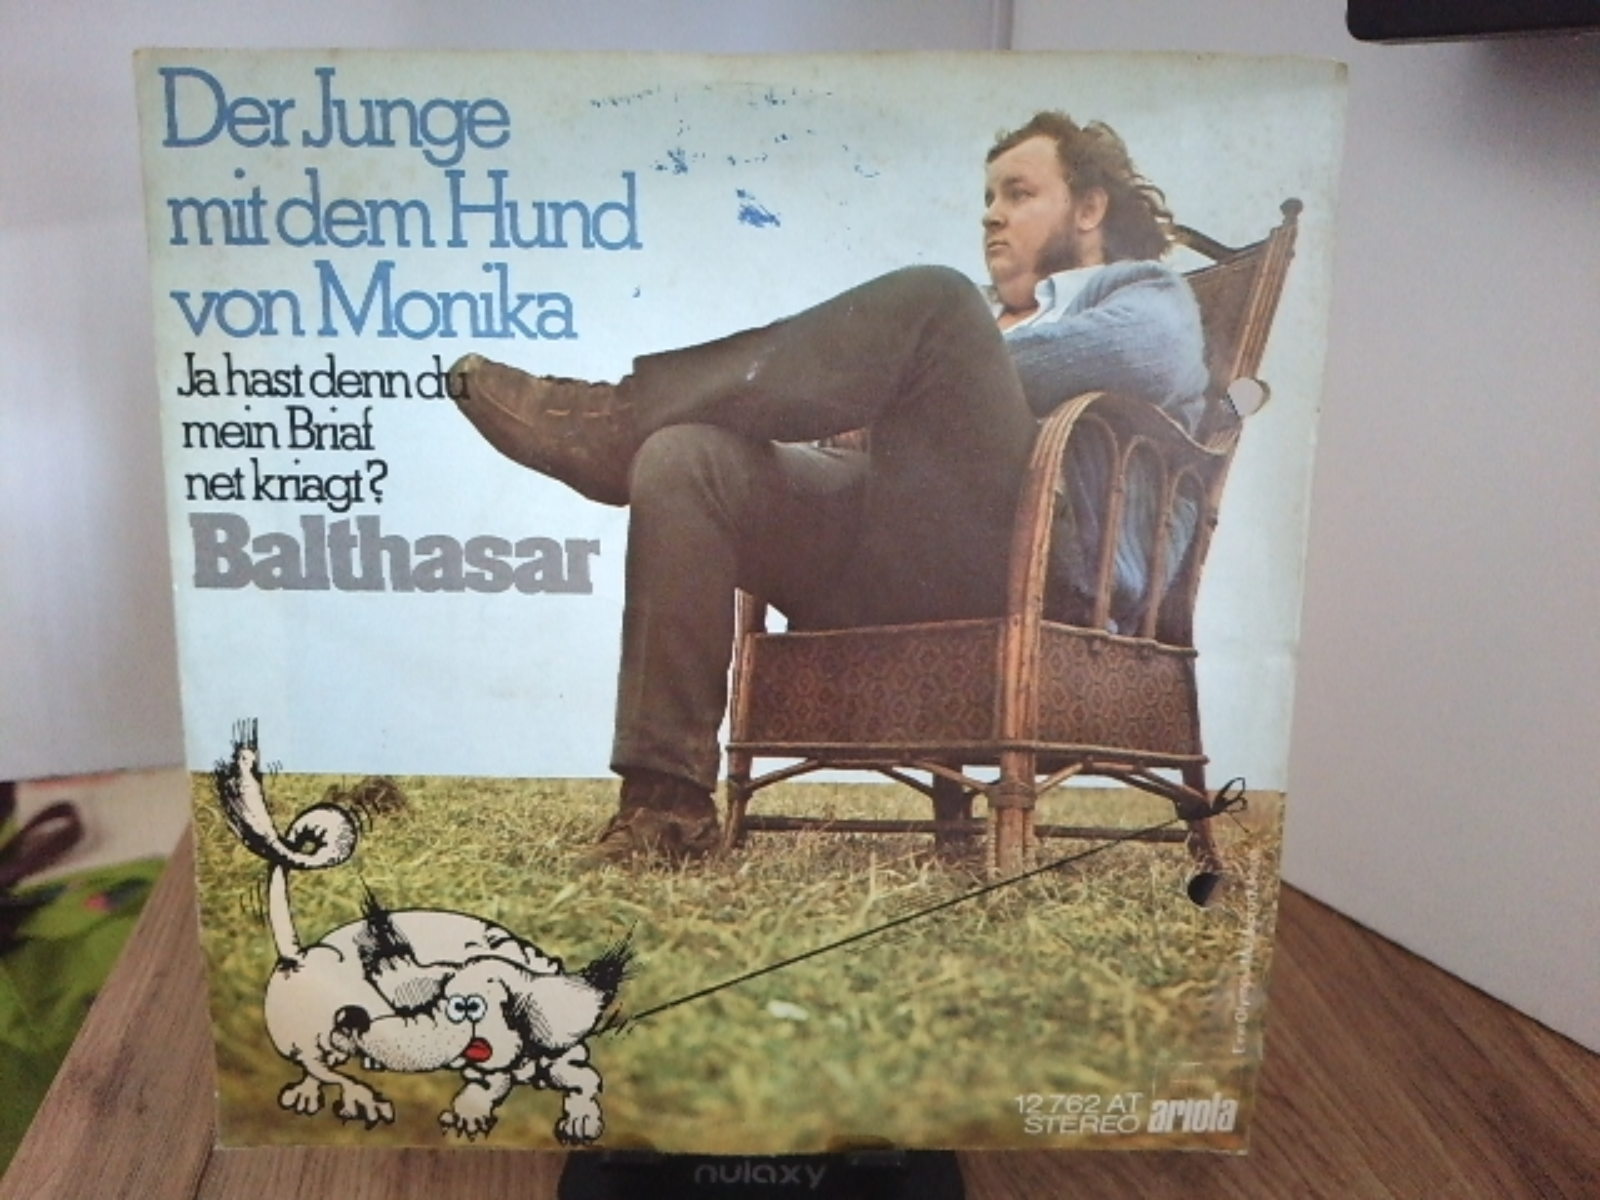 Der Junge
mit dem Hund
von Monika
Ja hast denn du
mein Briaf
net kriagt?
Balthasar
12 762 AT
STEREO
ariola
nulaxy